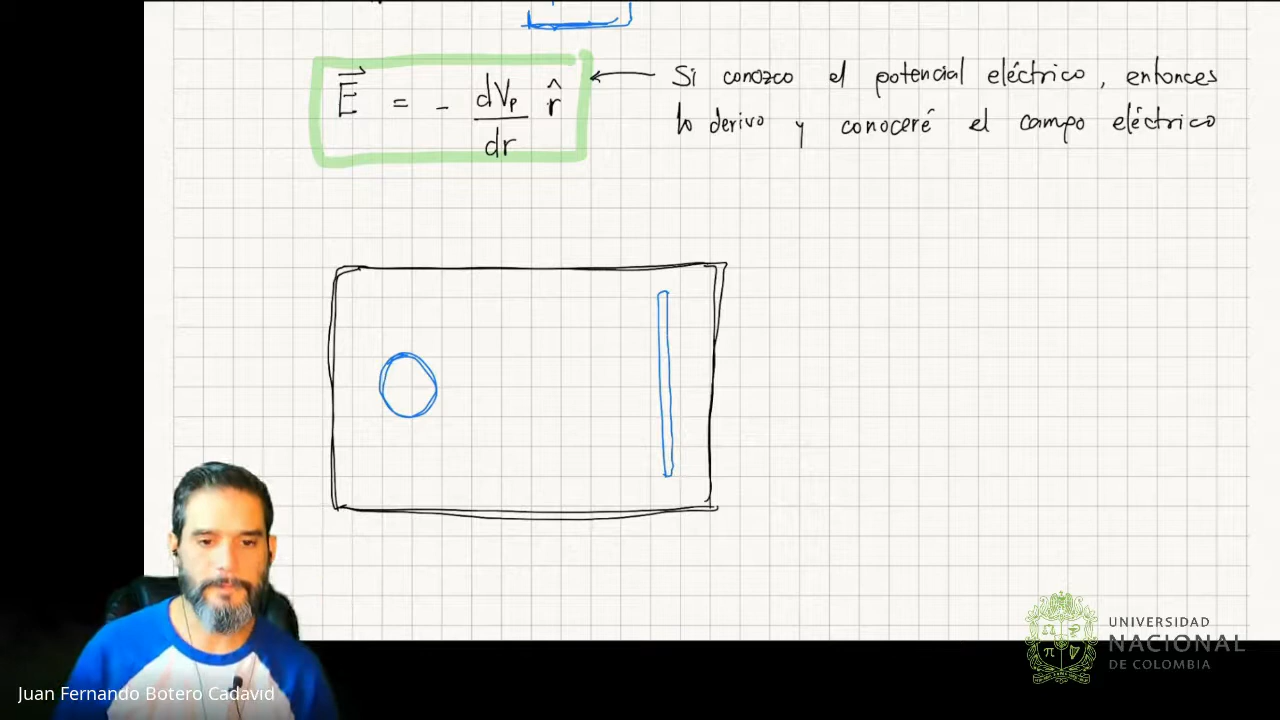 E = - dVp/dr r̂
Si conozco el potencial eléctrico, entonces
lo derivo y conoceré el campo eléctrico
UNIVERSIDAD
NACIONAL
DE COLOMBIA
Juan Fernando Botero Cadavid